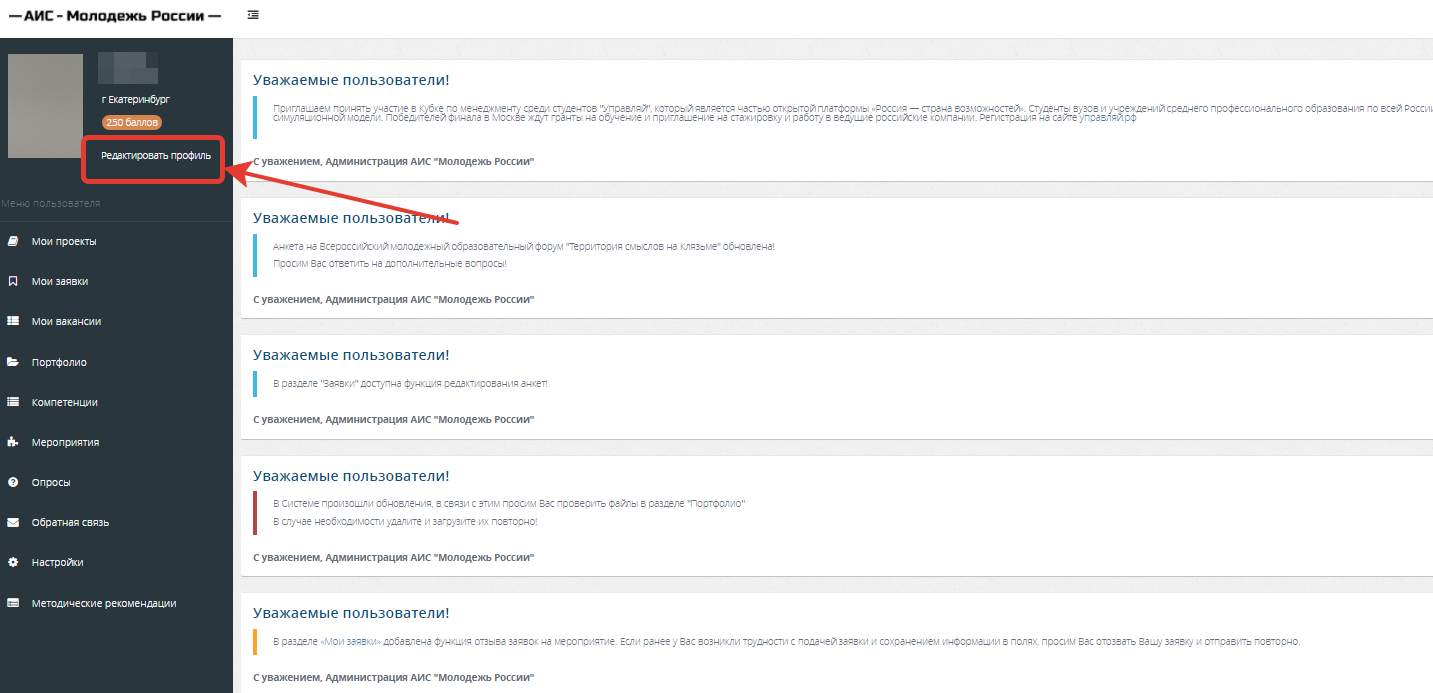 — АИС - Молодежь России —
г Екатеринбург
250 баллов
Редактировать профиль
Меню пользователя
Мои проекты
Мои заявки
Мои вакансии
Портфолио
Компетенции
Мероприятия
Опросы
Обратная связь
Настройки
Методические рекомендации
Уважаемые пользователи!
Приглашаем принять участие в Кубке по менеджменту среди студентов "Управляй", который является частью открытой платформы «Россия — страна возможностей». Студенты вузов и учреждений среднего профессионального образования по всей Росси
симуляционной модели. Победителей финала в Москве ждут гранты на обучение и приглашение на стажировку и работу в ведущие российские компании. Регистрация на сайте управляй.рф
С уважением, Администрация АИС "Молодежь России"
Уважаемые пользователи!
Анкета на Всероссийский молодежный образовательный форум "Территория смыслов на Клязьме" обновлена!
Просим Вас ответить на дополнительные вопросы!
С уважением, Администрация АИС "Молодежь России"
Уважаемые пользователи!
В разделе "Заявки" доступна функция редактирования анкет!
С уважением, Администрация АИС "Молодежь России"
Уважаемые пользователи!
В Системе произошли обновления, в связи с этим просим Вас проверить файлы в разделе "Портфолио"
В случае необходимости удалите и загрузите их повторно!
С уважением, Администрация АИС "Молодежь России"
Уважаемые пользователи!
В разделе «Мои заявки» добавлена функция отзыва заявок на мероприятие. Если ранее у Вас возникли трудности с подачей заявки и сохранением информации в полях, просим Вас отозвать Вашу заявку и отправить повторно.
С уважением, Администрация АИС "Молодежь России"